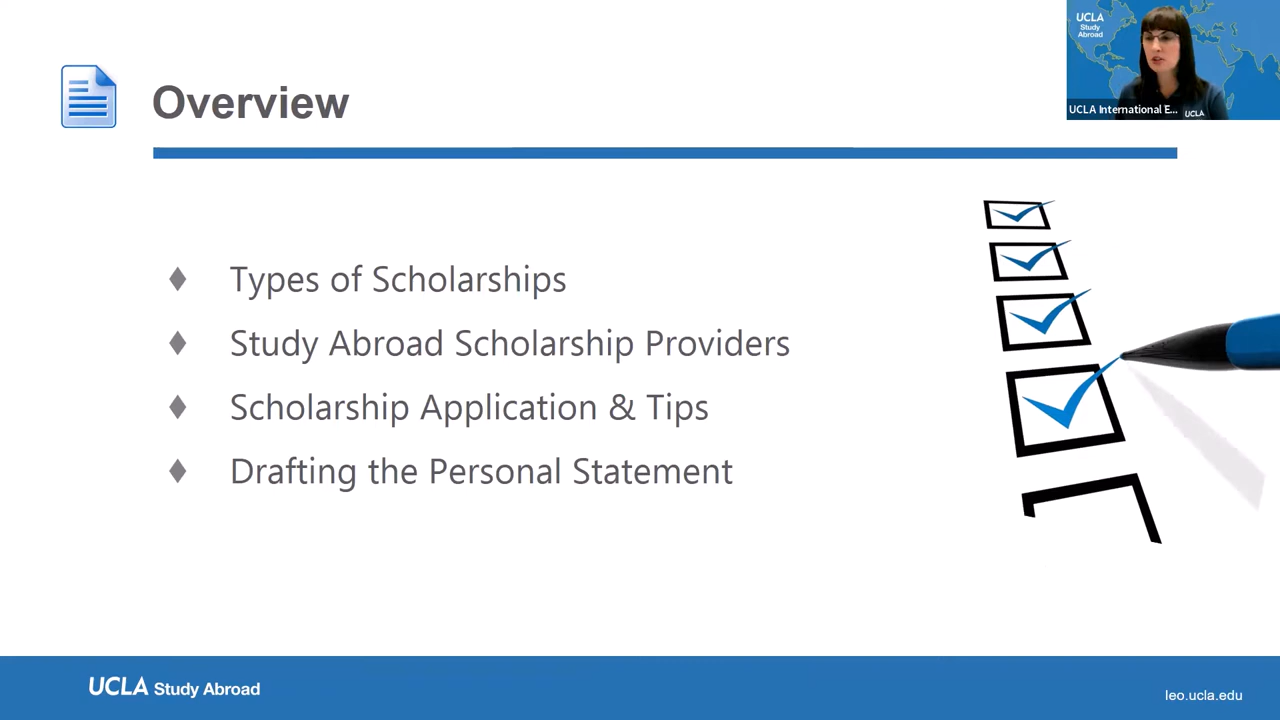 UCLA
Study
Abroad
UCLA International E...
UCLA
Overview
Types of Scholarships
Study Abroad Scholarship Providers
Scholarship Application & Tips
Drafting the Personal Statement
UCLA Study Abroad
leo.ucla.edu